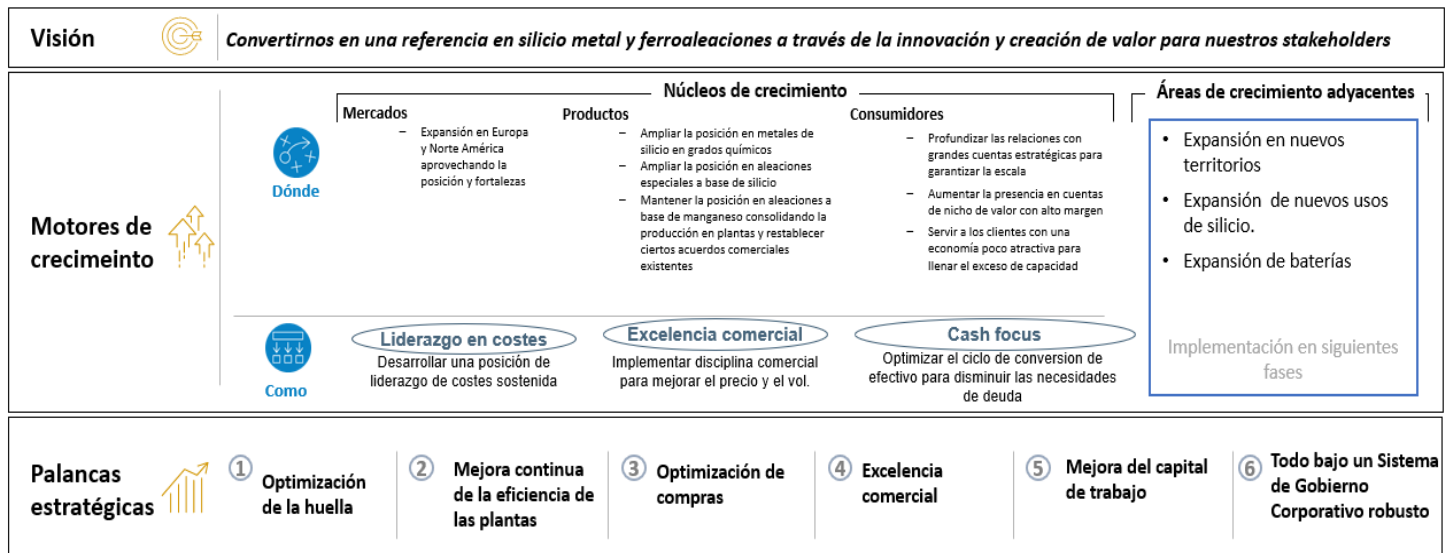 Visión
Convertirnos en una referencia en silicio metal y ferroaleaciones a través de la innovación y creación de valor para nuestros stakeholders
Motores de
crecimeinto
Núcleos de crecimiento
Dónde
Mercados
– Expansión en Europa
y Norte América
aprovechando la
posición y fortalezas
Productos
– Ampliar la posición en metales de
silicio en grados químicos
– Ampliar la posición en aleaciones
especiales a base de silicio
– Mantener la posición en aleaciones a
base de manganeso consolidando la
producción en plantas y restablecer
ciertos acuerdos comerciales
existentes
Consumidores
– Profundizar las relaciones con
grandes cuentas estratégicas para
garantizar la escala
– Aumentar la presencia en cuentas
de nicho de valor con alto margen
– Servir a los clientes con una
economía poco atractiva para
llenar el exceso de capacidad
Como
Liderazgo en costes
Desarrollar una posición de
liderazgo de costes sostenida
Excelencia comercial
Implementar disciplina comercial
para mejorar el precio y el vol.
Cash focus
Optimizar el ciclo de conversion de
efectivo para disminuir las necesidades
de deuda
Áreas de crecimiento adyacentes
• Expansión en nuevos
territorios
• Expansión de nuevos usos
de silicio.
• Expansión de baterías
Implementación en siguientes
fases
Palancas
estratégicas
1
Optimización
de la huella
2
Mejora continua
de la eficiencia de
las plantas
3
Optimización de
compras
4
Excelencia
comercial
5
Mejora del capital
de trabajo
6
Todo bajo un Sistema
de Gobierno
Corporativo robusto